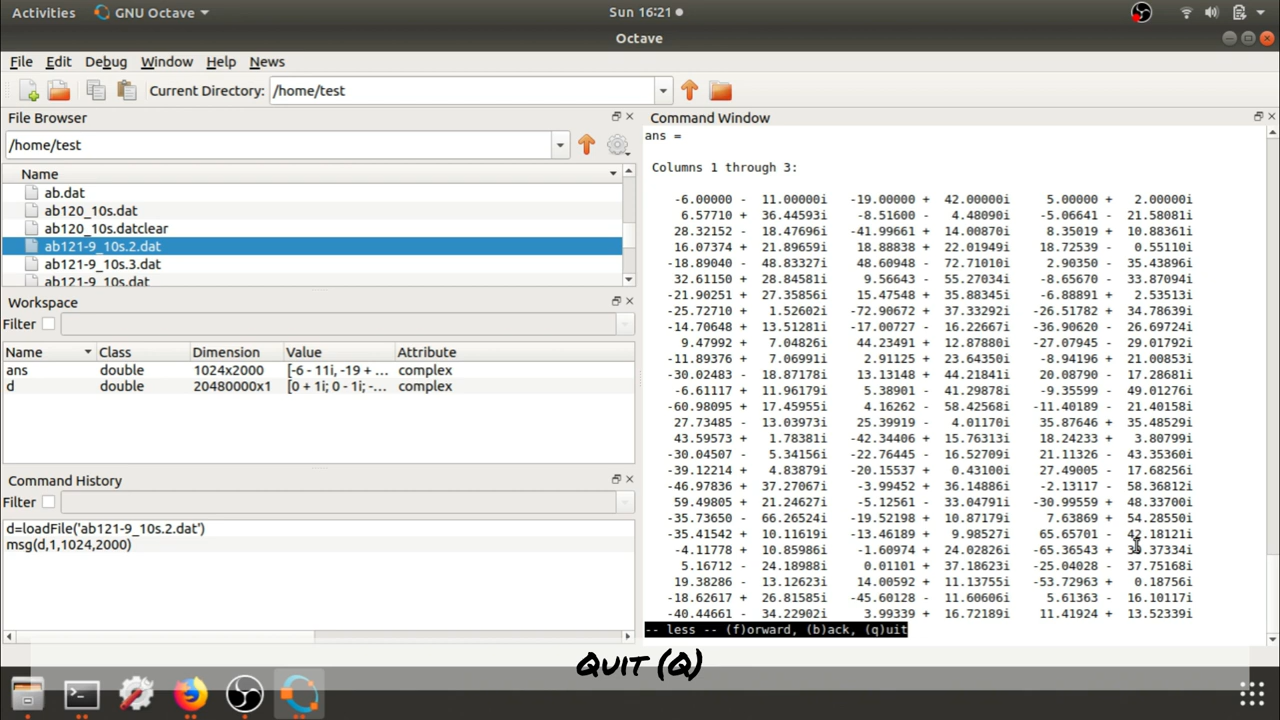 Activities GNU Octave Sun 16:21
Octave
File Edit Debug Window Help News
Current Directory: /home/test
File Browser
/home/test
Name
ab.dat
ab120_10s.dat
ab120_10s.datclear
ab121-9_10s.2.dat
ab121-9_10s.3.dat
ab121-9_10s.dat
Workspace
Filter
Name Class Dimension Value Attribute
ans double 1024x2000 [-6 - 11i, -19 + ... complex
d double 20480000x1 [0 + 1i; 0 - 1i; -... complex
Command History
Filter
d=loadFile('ab121-9_10s.2.dat')
msg(d,1,1024,2000)
Command Window
ans =
Columns 1 through 3:
-6.00000 - 11.00000i -19.00000 + 42.00000i 5.00000 + 2.00000i
6.57710 + 36.44593i -8.51600 - 4.48090i -5.06641 - 21.58081i
28.32152 - 18.47696i -41.99661 + 14.00870i 8.35019 + 10.88361i
16.07374 + 21.89659i 18.88838 + 22.01949i 18.72539 - 0.55110i
-18.89040 - 48.83327i 48.60948 - 72.71010i 2.90350 - 35.43896i
32.61150 + 28.84581i 9.56643 - 55.27034i -8.65670 + 33.87094i
-21.90251 + 27.35856i 15.47548 + 35.88345i -6.88891 + 2.53513i
-25.72710 + 1.52602i -72.90672 + 37.33292i -26.51782 + 34.78639i
-14.70648 + 13.51281i -17.00727 - 16.22667i -36.90620 - 26.69724i
9.47992 + 7.04826i 44.23491 + 12.87880i -27.07745 - 29.01792i
-11.89376 + 7.06991i 2.91125 + 23.64350i -8.94196 + 21.00853i
-26.02483 - 18.87178i 13.13148 + 44.21841i 20.08790 - 17.28681i
-6.61117 + 11.96179i 5.38901 - 41.29878i -9.35599 - 49.01276i
-60.98095 + 17.45955i 4.16262 - 58.42568i -11.40189 - 21.40158i
27.73485 - 13.03973i 25.39919 - 4.01170i 35.87646 + 35.48529i
43.59573 + 1.78381i -42.34406 + 15.76313i 18.24233 + 3.80799i
-30.04507 - 5.34156i -22.76445 - 16.52709i 21.11326 - 43.35360i
-39.12214 + 4.83879i -20.15537 + 0.43100i 27.49005 - 17.68256i
-46.97836 + 37.27067i -3.99452 + 36.14886i -2.13117 - 58.36812i
59.49805 + 21.24627i -5.12561 - 33.04791i -30.99559 + 48.33700i
-35.73650 - 66.26524i -19.52198 + 10.87179i 7.63869 + 54.28550i
-35.41542 + 10.11619i -13.46189 + 9.98527i 65.65701 - 42.18121i
-4.11778 + 10.85986i -1.60974 + 24.02826i -65.36543 +
5.16712 - 24.18988i 0.01101 + 37.18623i -25.04028 - 37.75168i
19.38286 - 13.12623i 14.00592 + 11.13755i -53.72963 + 0.18756i
-18.62617 + 26.81585i -45.60128 - 11.60606i 5.61363 - 16.10117i
-40.44661 - 34.22902i 3.99339 + 16.72189i 11.41924 + 13.52339i
-- less -- (f)orward, (b)ack, (q)uit
Quit (Q)